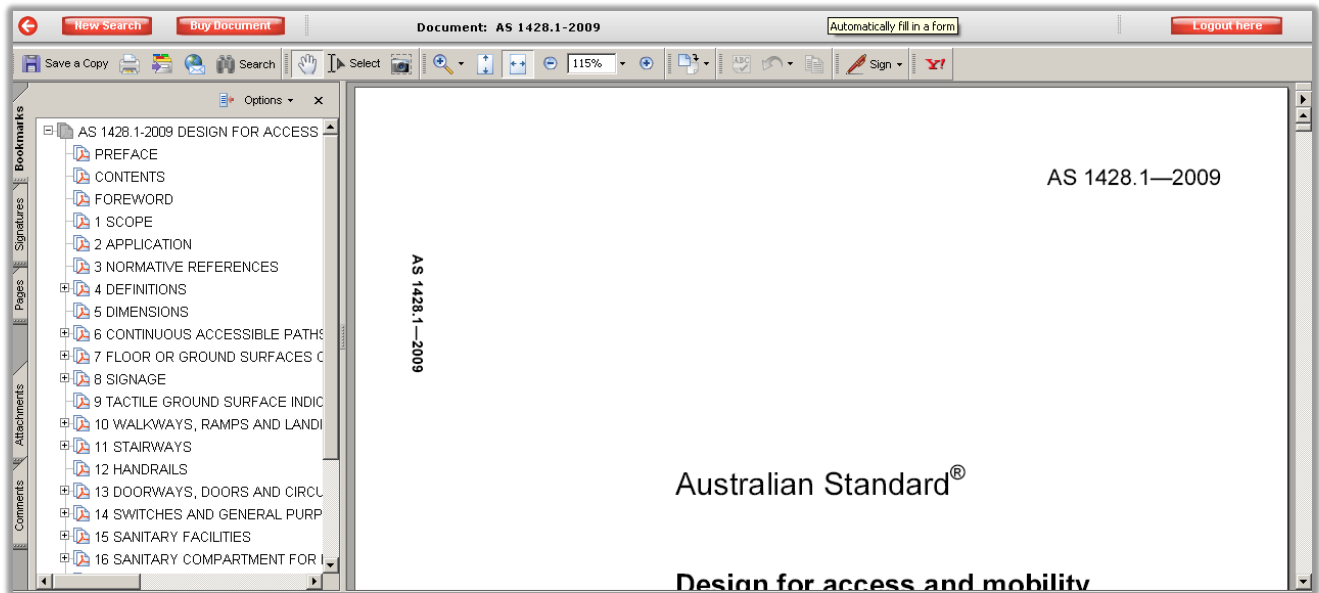 New Search
Buy Document
Document: AS 1428.1-2009
Automatically fill in a form
Logout here
Save a Copy
Search
Select
115%
ABC
Sign
Y!
Options
x
Bookmarks
Signatures
Pages
Attachments
Comments
AS 1428.1-2009 DESIGN FOR ACCESS
PREFACE
CONTENTS
FOREWORD
1 SCOPE
2 APPLICATION
3 NORMATIVE REFERENCES
4 DEFINITIONS
5 DIMENSIONS
6 CONTINUOUS ACCESSIBLE PATHS
7 FLOOR OR GROUND SURFACES
8 SIGNAGE
9 TACTILE GROUND SURFACE INDIC
10 WALKWAYS, RAMPS AND LANDI
11 STAIRWAYS
12 HANDRAILS
13 DOORWAYS, DOORS AND CIRCU
14 SWITCHES AND GENERAL PURP
15 SANITARY FACILITIES
16 SANITARY COMPARTMENT FOR
AS 1428.1—2009
AS 1428.1—2009
Australian Standard®
Design for access and mobility